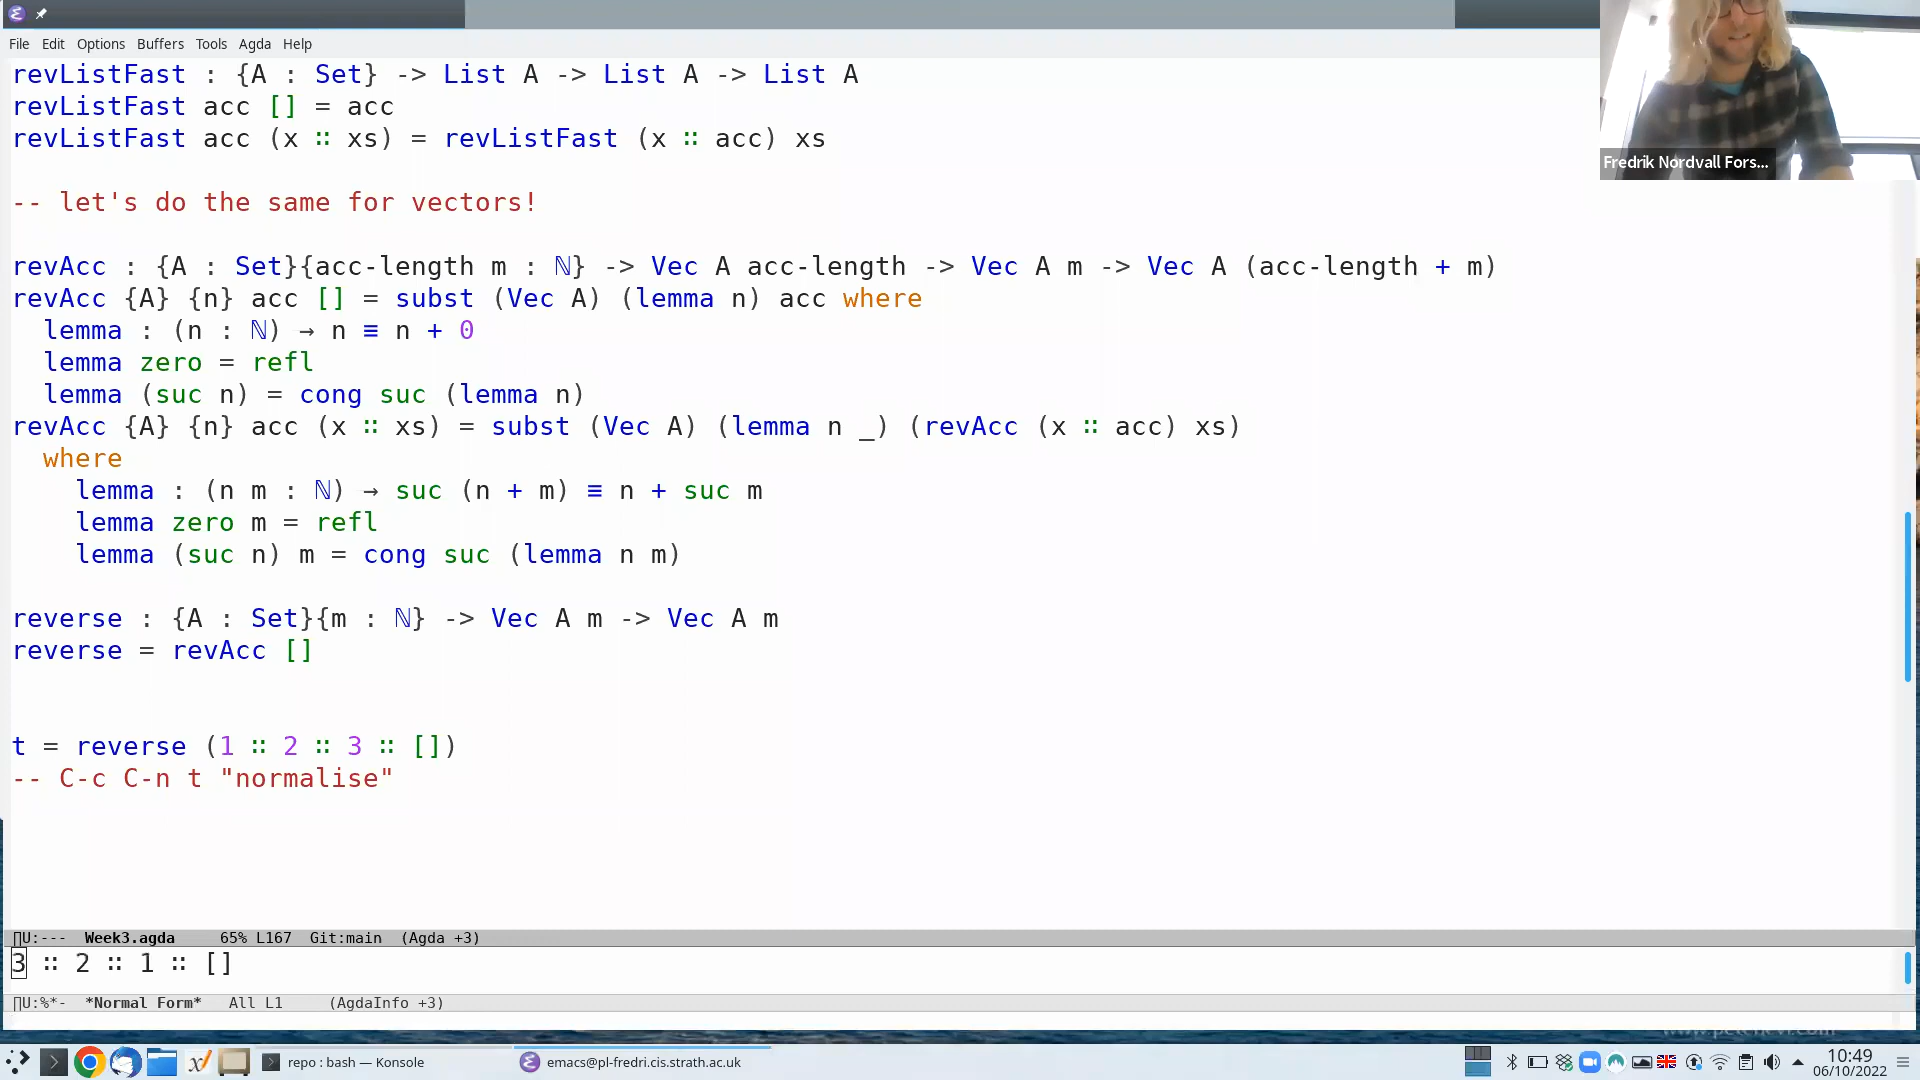 File Edit Options Buffers Tools Agda Help
revListFast : {A : Set} -> List A -> List A -> List A
revListFast acc [] = acc
revListFast acc (x ∷ xs) = revListFast (x ∷ acc) xs
-- let's do the same for vectors!
revAcc : {A : Set}{acc-length m : ℕ} -> Vec A acc-length -> Vec A m -> Vec A (acc-length + m)
revAcc {A} {n} acc [] = subst (Vec A) (lemma n) acc where
lemma : (n : ℕ) → n ≡ n + 0
lemma zero = refl
lemma (suc n) = cong suc (lemma n)
revAcc {A} {n} acc (x ∷ xs) = subst (Vec A) (lemma n _) (revAcc (x ∷ acc) xs)
where
lemma : (n m : ℕ) → suc (n + m) ≡ n + suc m
lemma zero m = refl
lemma (suc n) m = cong suc (lemma n m)
reverse : {A : Set}{m : ℕ} -> Vec A m -> Vec A m
reverse = revAcc []
t = reverse (1 ∷ 2 ∷ 3 ∷ [])
-- C-c C-n t "normalise"
Fredrik Nordvall Fors...
∏U:--- Week3.agda 65% L167 Git:main (Agda +3)
3 ∷ 2 ∷ 1 ∷ []
∏U:%*- *Normal Form* All L1 (AgdaInfo +3)
repo : bash — Konsole
emacs@pl-fredri.cis.strath.ac.uk
10:49
06/10/2022